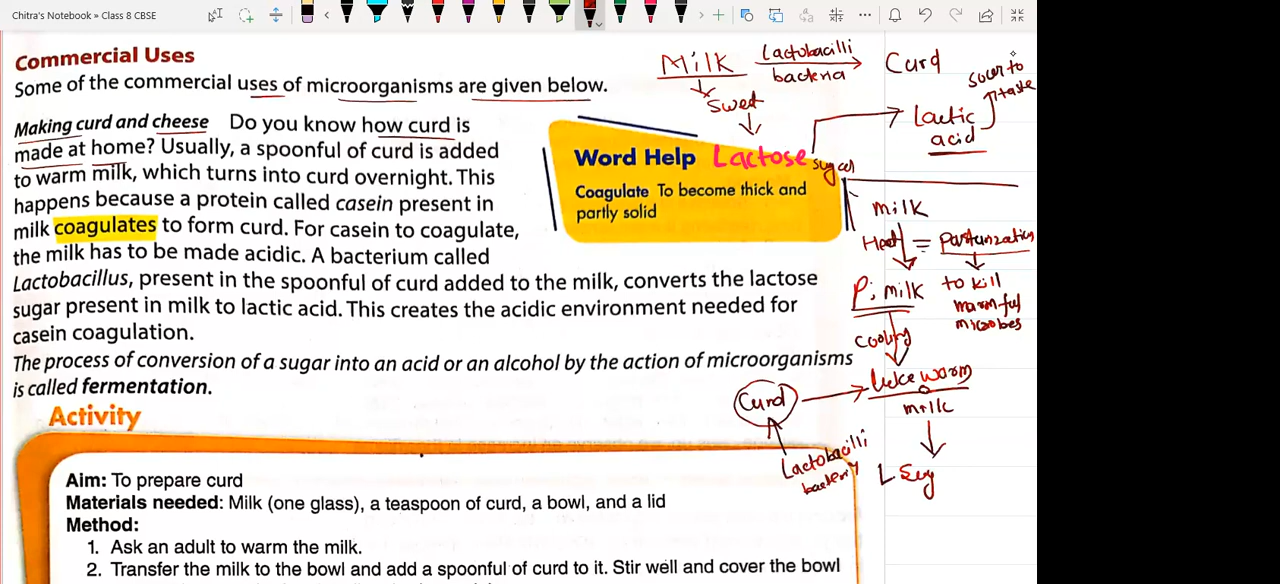 Chitra's Notebook » Class 8 CBSE
Commercial Uses
Some of the commercial uses of microorganisms are given below.
Making curd and cheese Do you know how curd is
made at home? Usually, a spoonful of curd is added
to warm milk, which turns into curd overnight. This
happens because a protein called casein present in
milk coagulates to form curd. For casein to coagulate,
the milk has to be made acidic. A bacterium called
Lactobacillus, present in the spoonful of curd added to the milk, converts the lactose
sugar present in milk to lactic acid. This creates the acidic environment needed for
casein coagulation.
The process of conversion of a sugar into an acid or an alcohol by the action of microorganisms
is called fermentation.
Word Help Lactose
Coagulate To become thick and
partly solid
Activity
Aim: To prepare curd
Materials needed: Milk (one glass), a teaspoon of curd, a bowl, and a lid
Method:
1. Ask an adult to warm the milk.
2. Transfer the milk to the bowl and add a spoonful of curd to it. Stir well and cover the bowl
Milk Lactobacilli Curd
bacteria
sour to
taste
Lactic
acid
milk
Heat =
P. milk to kill
microbes
Curd
milk
Lactobacilli